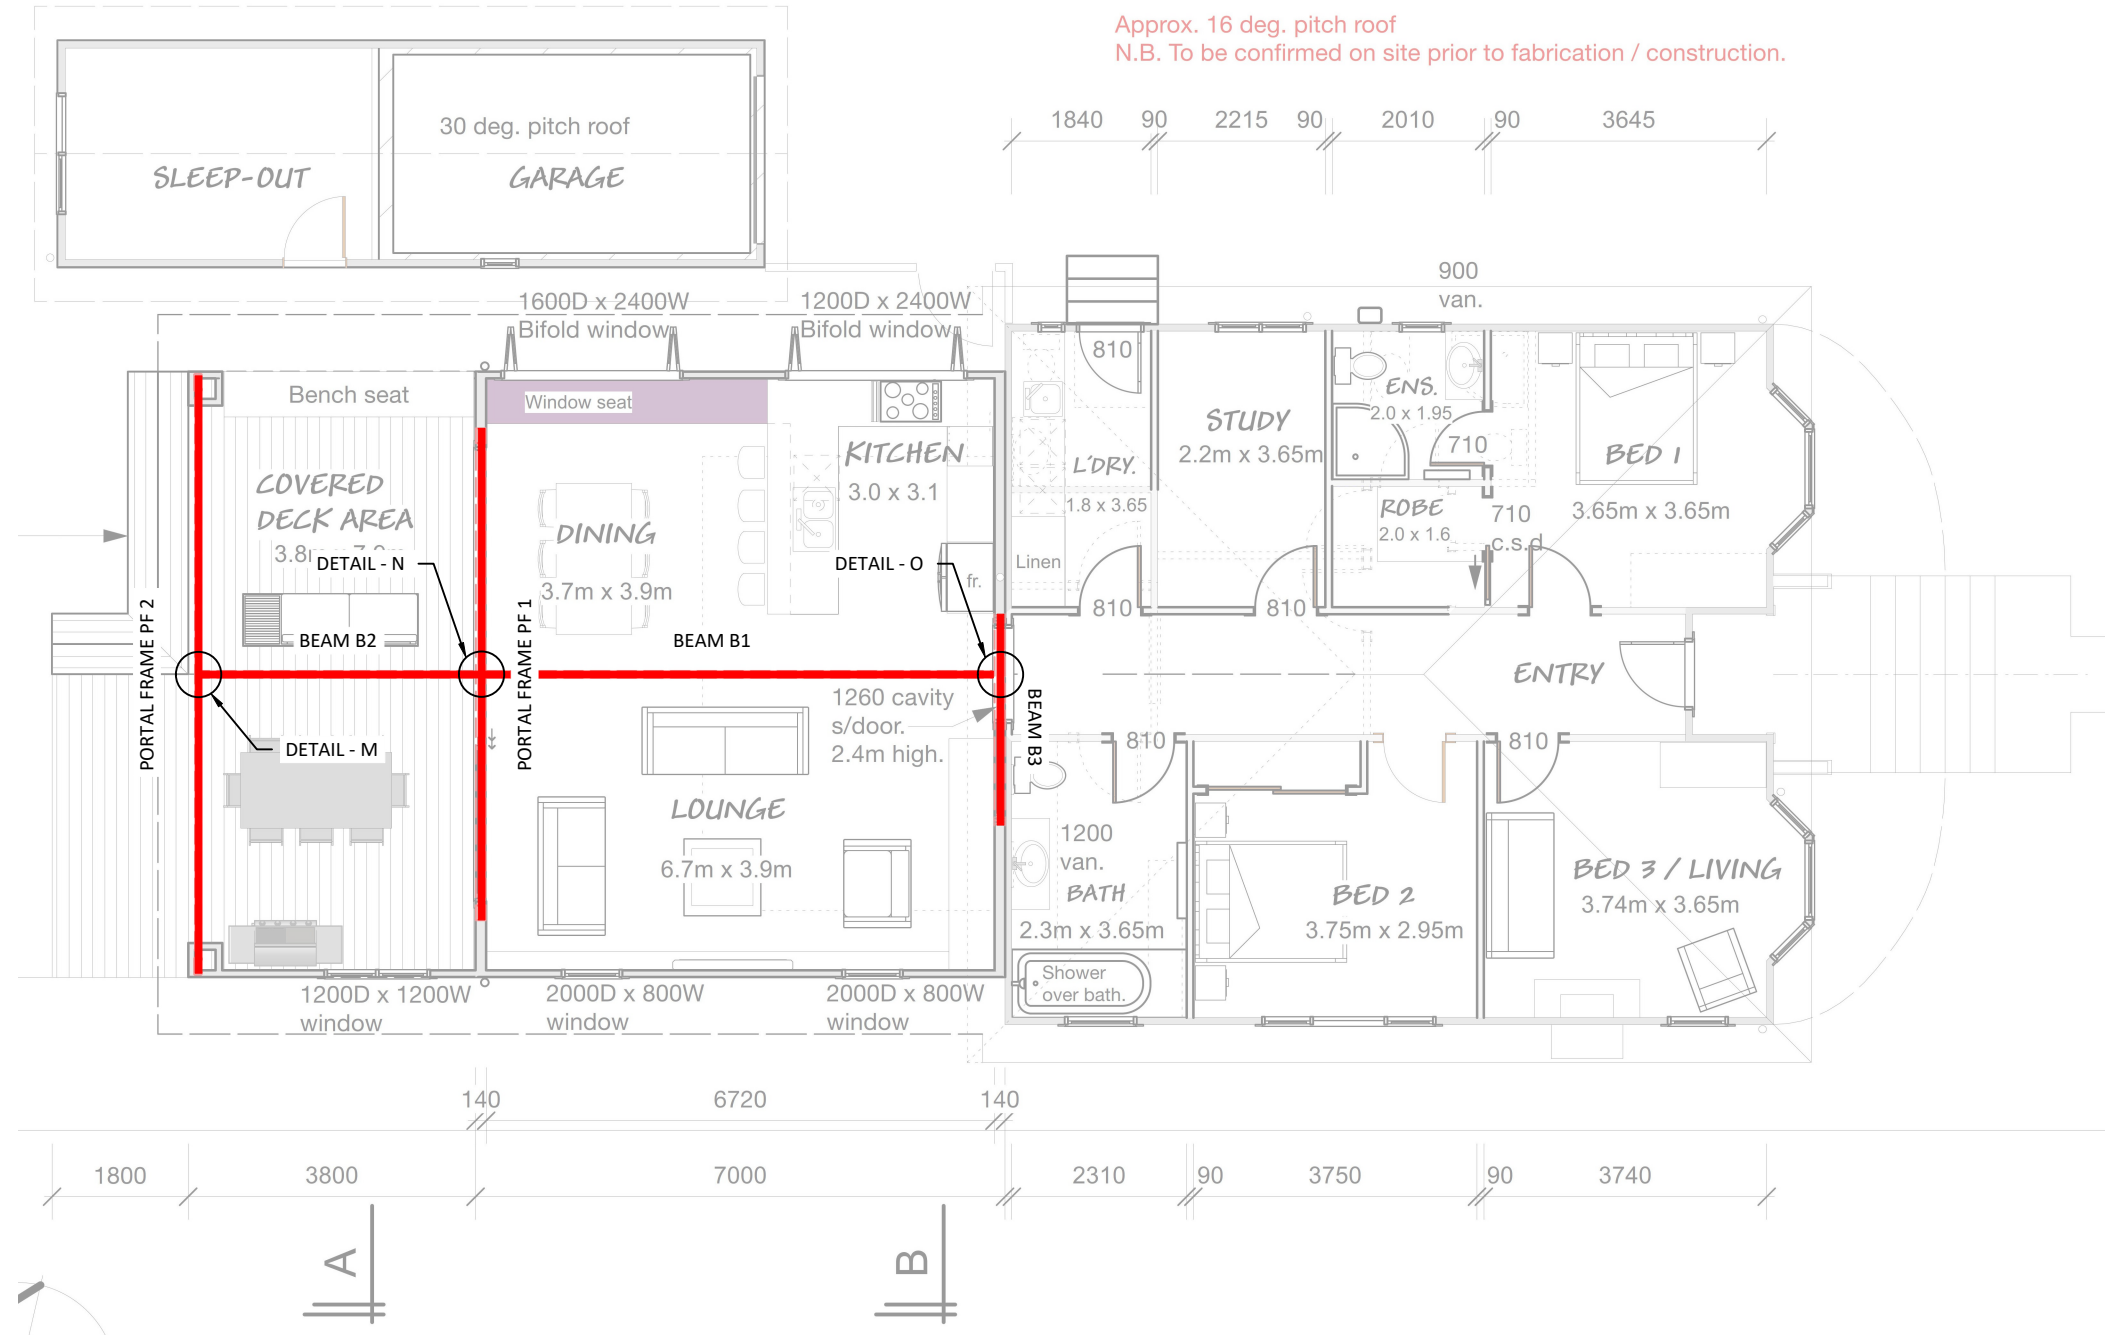 Approx. 16 deg. pitch roof
N.B. To be confirmed on site prior to fabrication / construction.
1840
90
2215
90
2010
90
3645
30 deg. pitch roof
SLEEP-OUT
GARAGE
1600D x 2400W
Bifold window
1200D x 2400W
Bifold window
900
van.
Bench seat
Window seat
COVERED
DECK AREA
DINING
3.7m x 3.9m
KITCHEN
3.0 x 3.1
fr.
810
L'DRY.
1.8 x 3.65
Linen
STUDY
2.2m x 3.65m
ENS.
2.0 x 1.95
710
ROBE
2.0 x 1.6
710
c.s.d
BED 1
3.65m x 3.65m
810
810
DETAIL - N
DETAIL - O
DETAIL - M
PORTAL FRAME PF 2
PORTAL FRAME PF 1
BEAM B2
BEAM B1
BEAM B3
1260 cavity
s/door.
2.4m high.
ENTRY
810
810
LOUNGE
6.7m x 3.9m
1200
van.
BATH
2.3m x 3.65m
Shower
over bath.
BED 2
3.75m x 2.95m
BED 3 / LIVING
3.74m x 3.65m
1200D x 1200W
window
2000D x 800W
window
2000D x 800W
window
140
6720
140
1800
3800
7000
2310
90
3750
90
3740
A
B